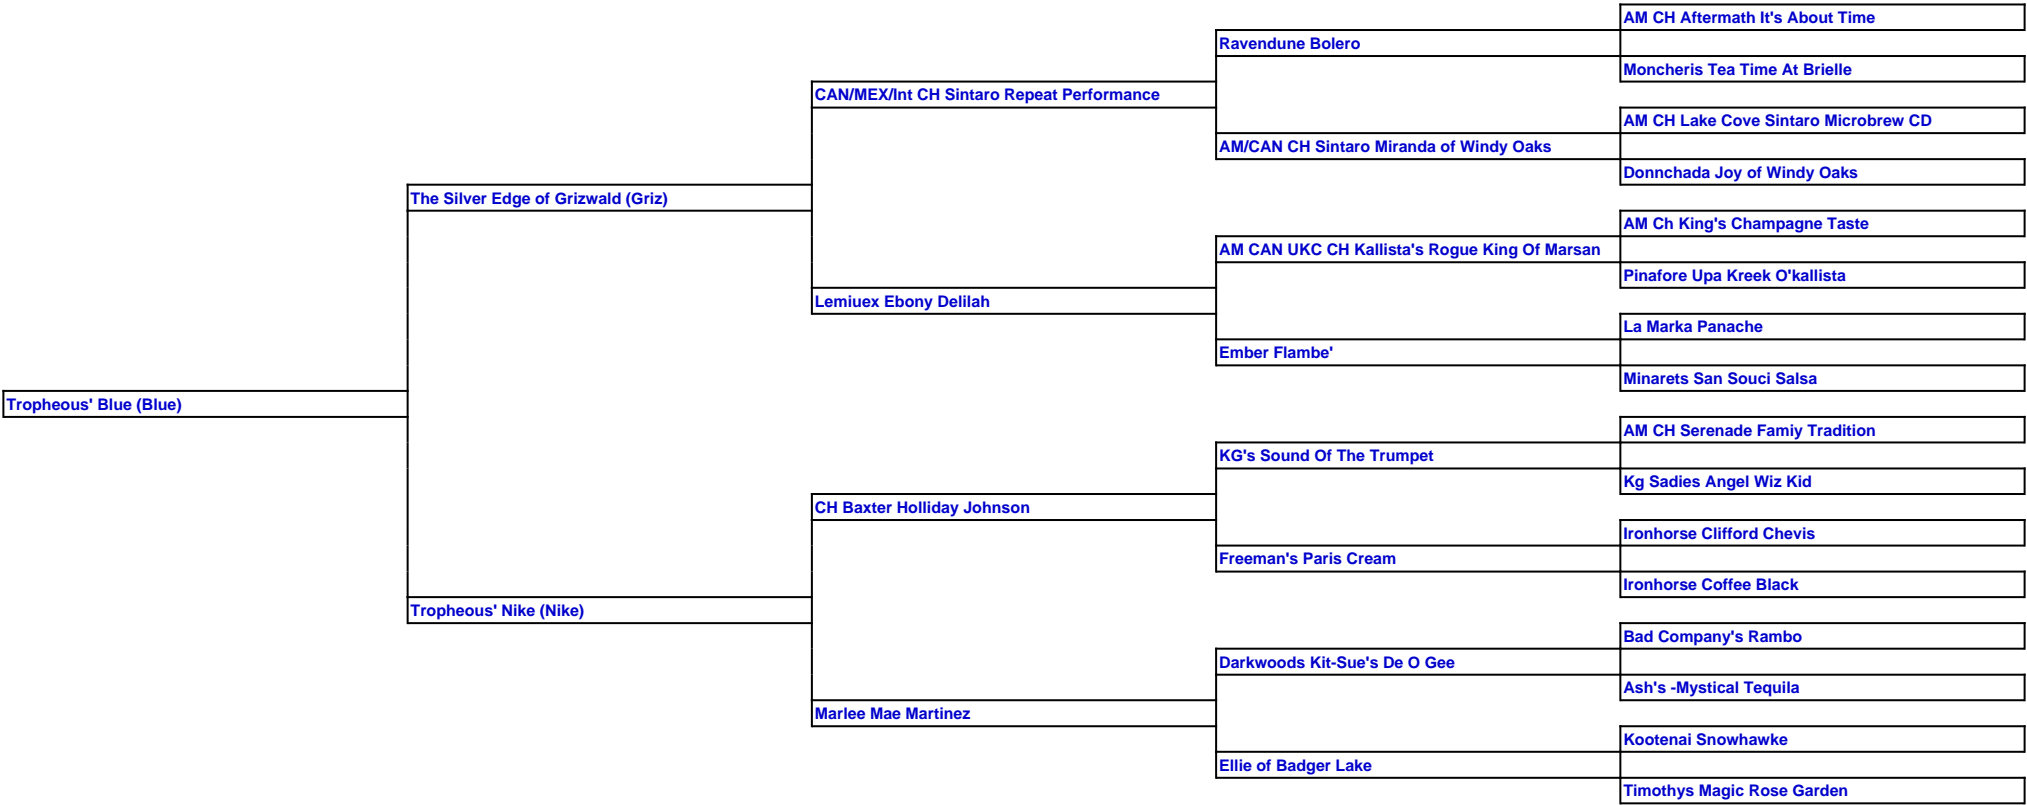 AM CH Aftermath It's About Time
Ravendune Bolero
Moncheris Tea Time At Brielle
CAN/MEX/Int CH Sintaro Repeat Performance
AM CH Lake Cove Sintaro Microbrew CD
AM/CAN CH Sintaro Miranda of Windy Oaks
Donnchada Joy of Windy Oaks
The Silver Edge of Grizwald (Griz)
AM Ch King's Champagne Taste
AM CAN UKC CH Kallista's Rogue King Of Marsan
Pinafore Upa Kreek O'kallista
Lemiuex Ebony Delilah
La Marka Panache
Ember Flambe'
Minarets San Souci Salsa
Tropheous' Blue (Blue)
AM CH Serenade Famiy Tradition
KG's Sound Of The Trumpet
Kg Sadies Angel Wiz Kid
CH Baxter Holliday Johnson
Ironhorse Clifford Chevis
Freeman's Paris Cream
Ironhorse Coffee Black
Tropheous' Nike (Nike)
Bad Company's Rambo
Darkwoods Kit-Sue's De O Gee
Ash's -Mystical Tequila
Marlee Mae Martinez
Kootenai Snowhawke
Ellie of Badger Lake
Timothys Magic Rose Garden